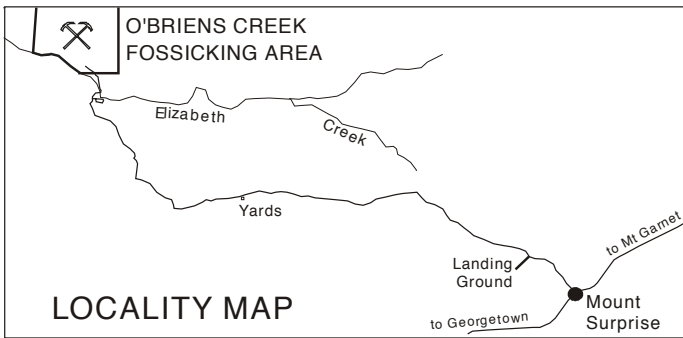 O'BRIENS CREEK
FOSSICKING AREA
Elizabeth
Creek
Yards
to Mt Garnet
Landing
Ground
LOCALITY MAP
Mount
Surprise
to Georgetown